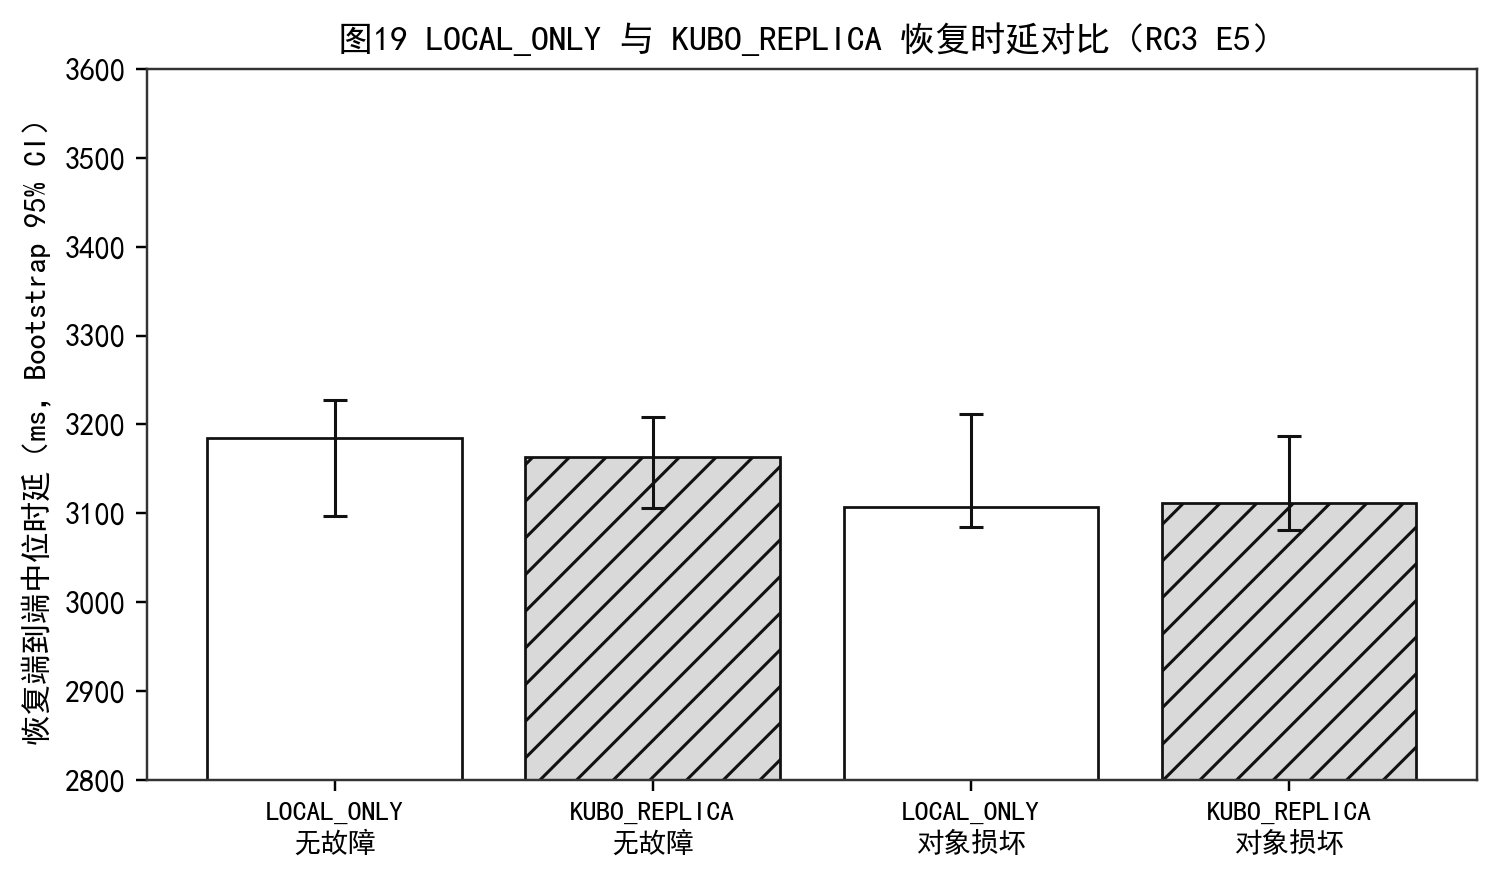 图19 LOCAL_ONLY 与 KUBO_REPLICA 恢复时延对比（RC3 E5）
恢复端到端中位时延（ms，Bootstrap 95% CI）
3600
3500
3400
3300
3200
3100
3000
2900
2800
LOCAL_ONLY
无故障
KUBO_REPLICA
无故障
LOCAL_ONLY
对象损坏
KUBO_REPLICA
对象损坏